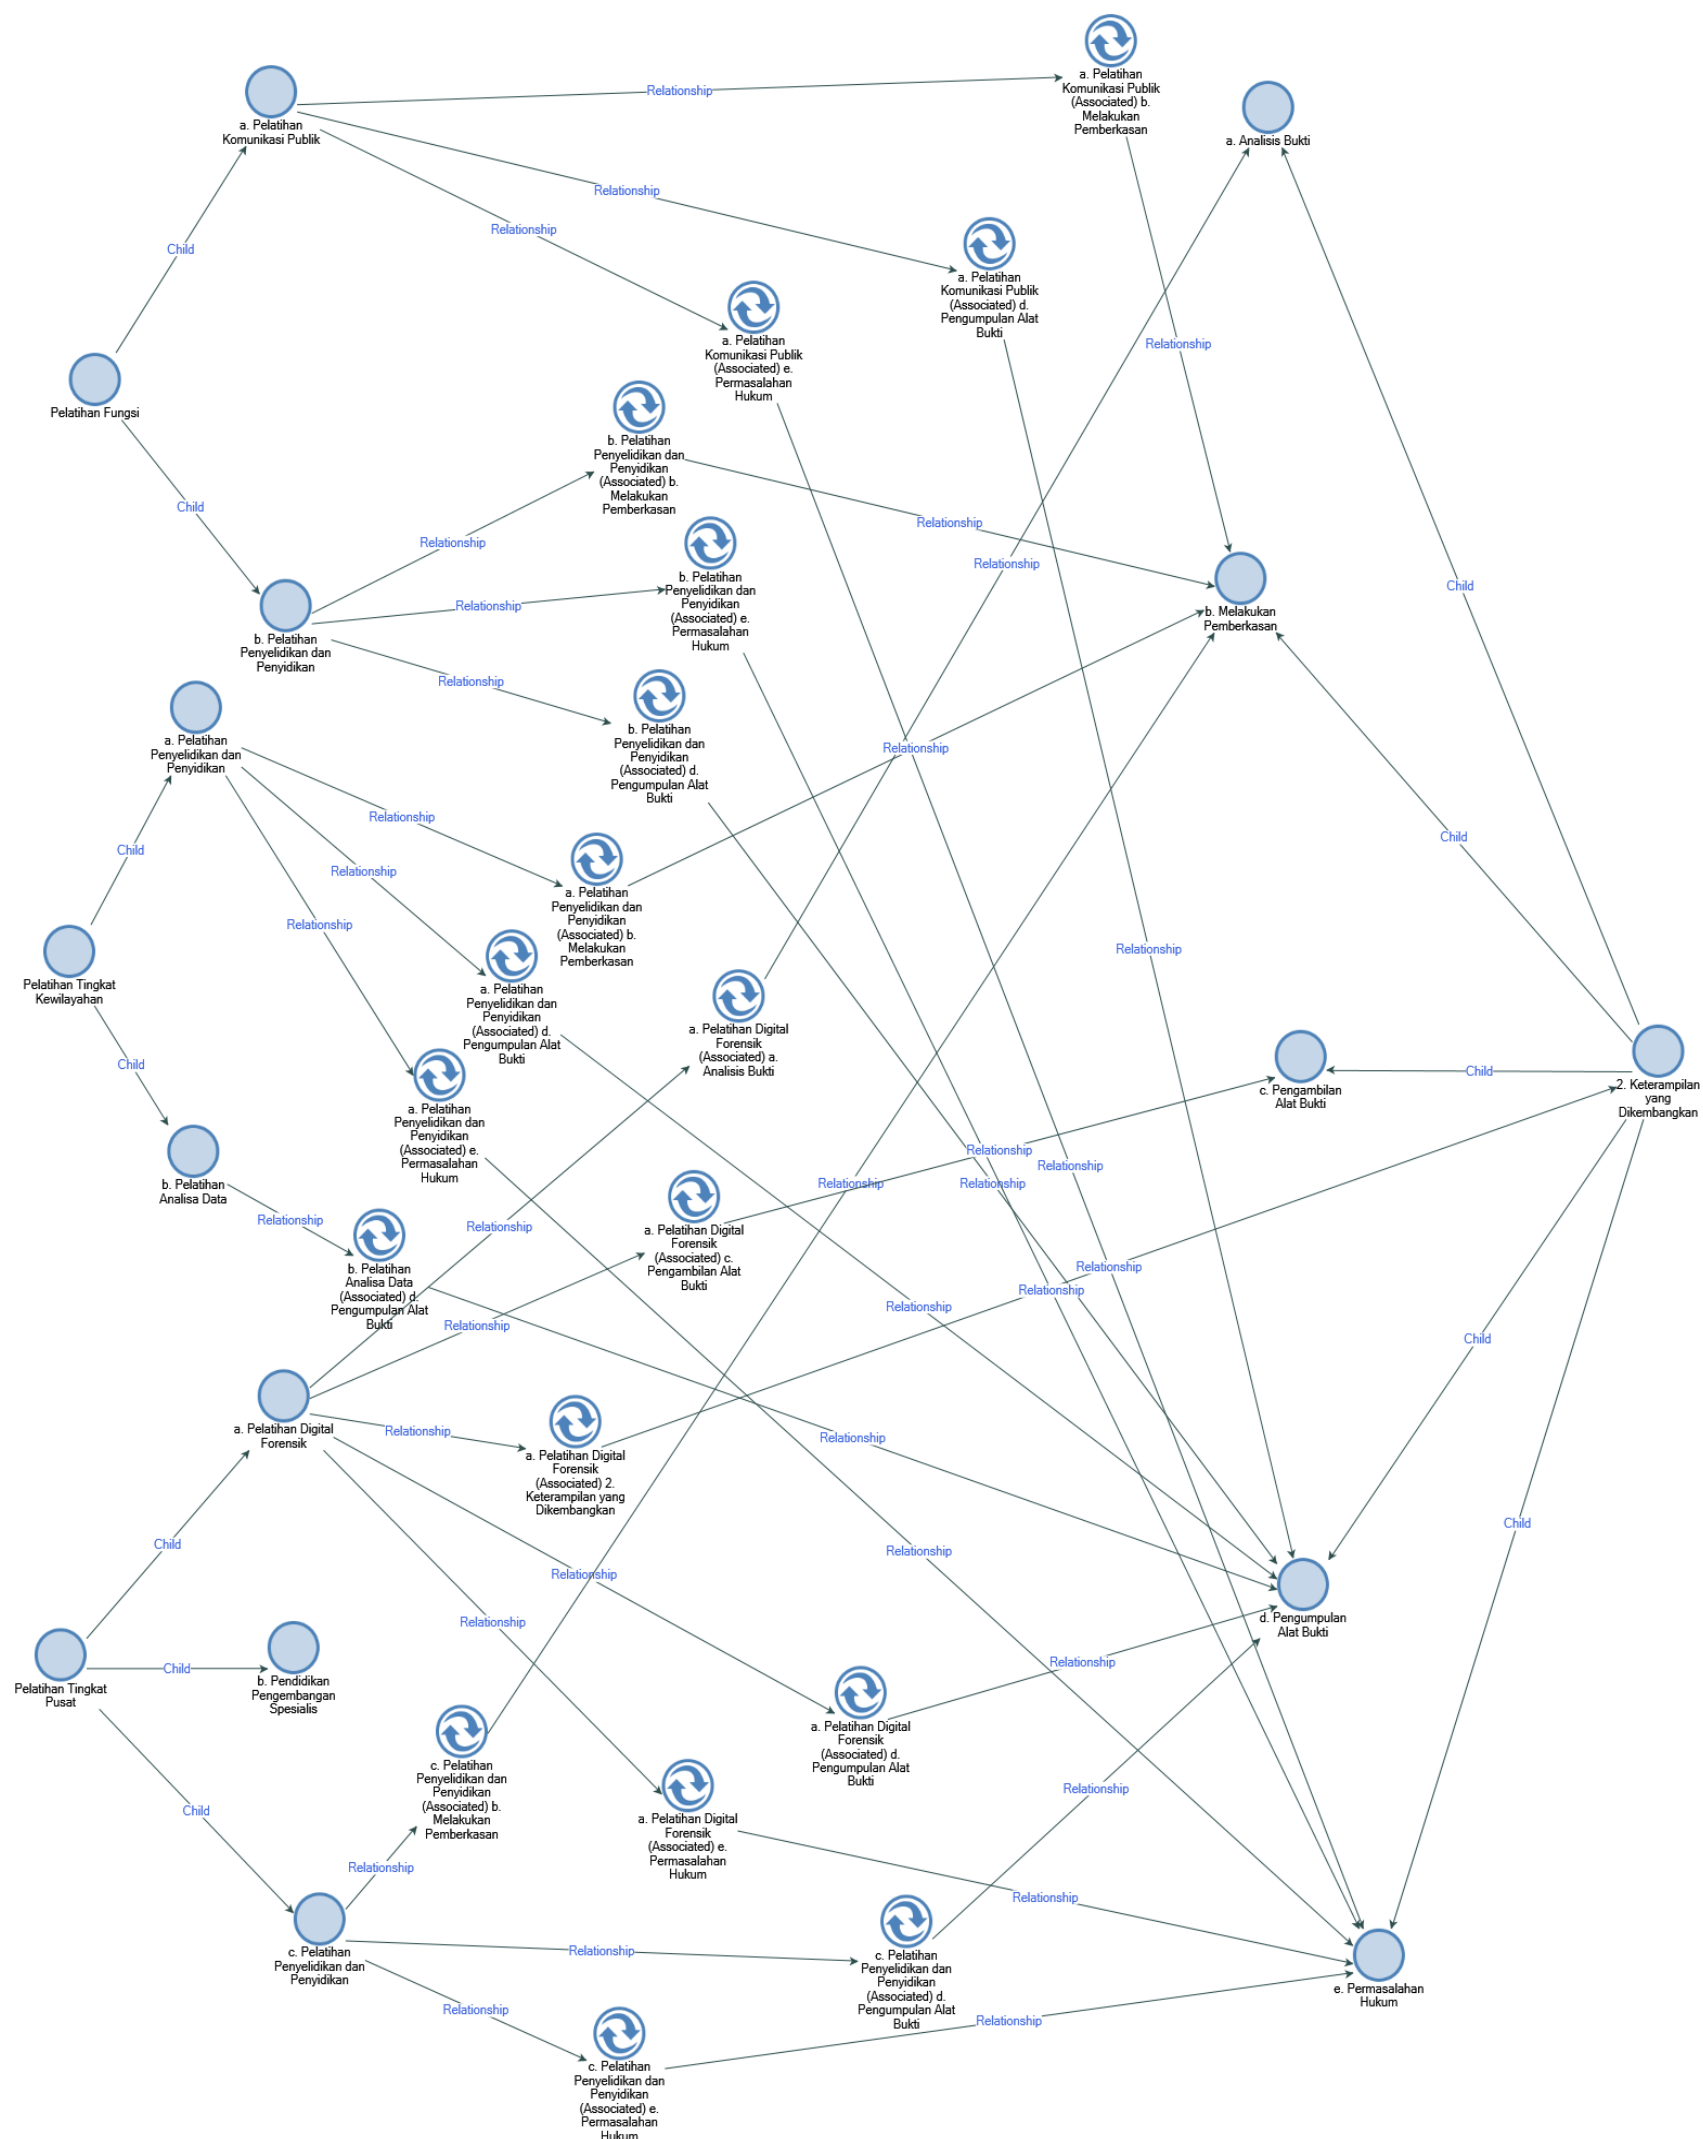 a. Pelatihan
Komunikasi Publik
(Associated) b.
Melakukan
Pemberkasan
Relationship
a. Pelatihan
Komunikasi Publik
a. Analisis Bukti
Relationship
Relationship
Child
a. Pelatihan
Komunikasi Publik
(Associated) d.
Pengumpulan Alat
Bukti
a. Pelatihan
Komunikasi Publik
(Associated) e.
Permasalahan
Hukum
Relationship
Pelatihan Fungsi
b. Pelatihan
Penyelidikan dan
Penyidikan
(Associated) b.
Melakukan
Pemberkasan
Child
Relationship
Relationship
Relationship
Child
b. Pelatihan
Penyelidikan dan
Penyidikan
(Associated) e.
Permasalahan
Hukum
Relationship
b. Melakukan
Pemberkasan
b. Pelatihan
Penyelidikan dan
Penyidikan
Relationship
b. Pelatihan
Penyelidikan dan
Penyidikan
(Associated) d.
Pengumpulan Alat
Bukti
a. Pelatihan
Penyelidikan dan
Penyidikan
Relationship
Relationship
Child
Child
Relationship
Relationship
a. Pelatihan
Penyelidikan dan
Penyidikan
(Associated) b.
Melakukan
Pemberkasan
Relationship
Pelatihan Tingkat
Kewilayahan
a. Pelatihan
Penyelidikan dan
Penyidikan
(Associated) d.
Pengumpulan Alat
Bukti
a. Pelatihan Digital
Forensik
(Associated) a.
Analisis Bukti
Child
Child
c. Pengambilan
Alat Bukti
2. Keterampilan
yang
Dikembangkan
a. Pelatihan
Penyelidikan dan
Penyidikan
(Associated) e.
Permasalahan
Hukum
Relationship
Relationship
Relationship
Relationship
b. Pelatihan
Analisa Data
Relationship
Relationship
a. Pelatihan Digital
Forensik
(Associated) c.
Pengambilan Alat
Bukti
b. Pelatihan
Analisa Data
(Associated) d.
Pengumpulan Alat
Bukti
Relationship
Relationship
Relationship
Relationship
Child
a. Pelatihan Digital
Forensik
Relationship
Relationship
a. Pelatihan Digital
Forensik
(Associated) 2.
Keterampilan yang
Dikembangkan
Child
Child
Relationship
Relationship
Relationship
d. Pengumpulan
Alat Bukti
Relationship
Child
Pelatihan Tingkat
Pusat
b. Pendidikan
Pengembangan
Spesialis
a. Pelatihan Digital
Forensik
(Associated) d.
Pengumpulan Alat
Bukti
c. Pelatihan
Penyelidikan dan
Penyidikan
(Associated) b.
Melakukan
Pemberkasan
Relationship
Child
a. Pelatihan Digital
Forensik
(Associated) e.
Permasalahan
Hukum
Relationship
Relationship
c. Pelatihan
Penyelidikan dan
Penyidikan
Relationship
c. Pelatihan
Penyelidikan dan
Penyidikan
(Associated) d.
Pengumpulan Alat
Bukti
e. Permasalahan
Hukum
Relationship
Relationship
c. Pelatihan
Penyelidikan dan
Penyidikan
(Associated) e.
Permasalahan
Hukum